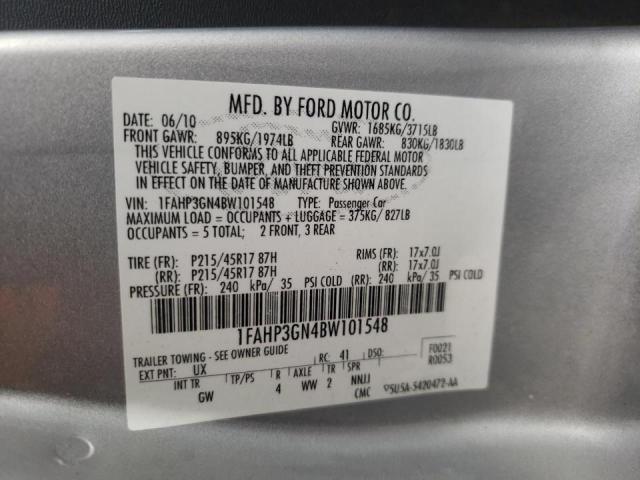 MFD. BY FORD MOTOR CO.
DATE: 06/10 GVWR: 1685KG/3715LB
FRONT GAWR: 895KG/1974LB REAR GAWR: 830KG/1830LB
THIS VEHICLE CONFORMS TO ALL APPLICABLE FEDERAL MOTOR
VEHICLE SAFETY, BUMPER, AND THEFT PREVENTION STANDARDS
IN EFFECT ON THE DATE OF MANUFACTURE SHOWN ABOVE.
VIN: 1FAHP3GN4BW101548 TYPE: Passenger Car
MAXIMUM LOAD = OCCUPANTS + LUGGAGE = 375KG/ 827LB
OCCUPANTS = 5 TOTAL; 2 FRONT, 3 REAR
TIRE (FR): P215/45R17 87H RIMS (FR): 17x7.0J
(RR): P215/45R17 87H (RR): 17x7.0J
PRESSURE (FR): 240 kPa/ 35 PSI COLD (RR): 240 kPa/ 35 PSI COLD
1FAHP3GN4BW101548
TRAILER TOWING - SEE OWNER GUIDE F0021
EXT PNT: UX RC: 41 DSO: R0053
INT TR TP/PS R AXLE TR SPR
GW 4 WW 2 NNJJ
CMC 5U5A-5420472-AA